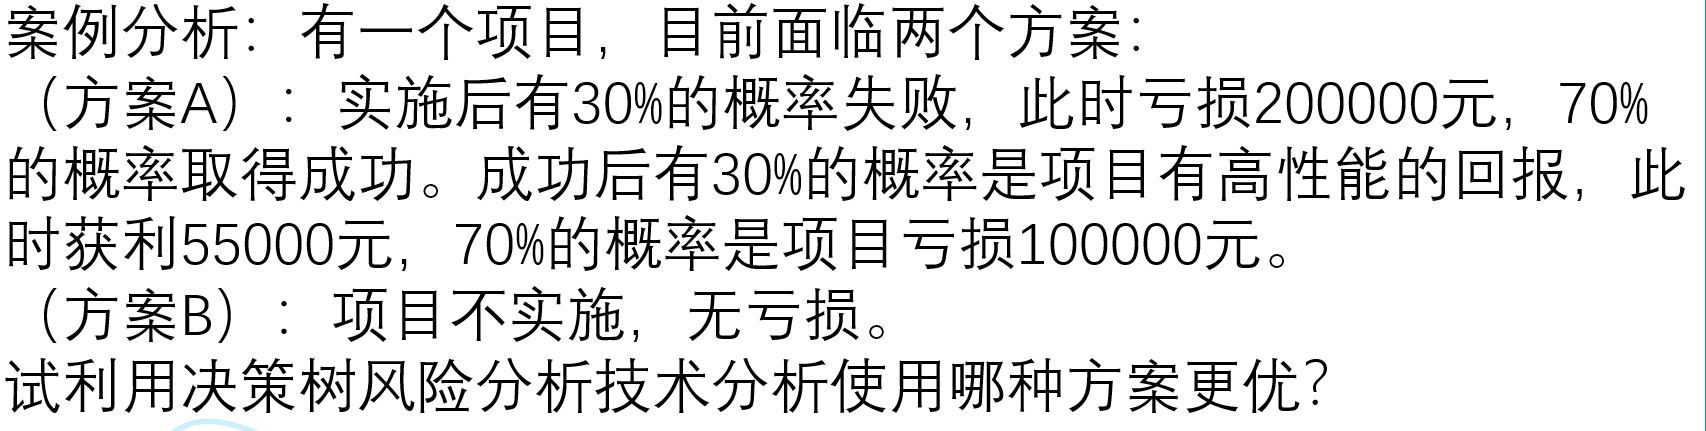 案例分析：有一个项目，目前面临两个方案：
（方案A）：实施后有30%的概率失败，此时亏损200000元，70%
的概率取得成功。成功后有30%的概率是项目有高性能的回报，此
时获利55000元，70%的概率是项目亏损100000元。
（方案B）：项目不实施，无亏损。
试利用决策树风险分析技术分析使用哪种方案更优？